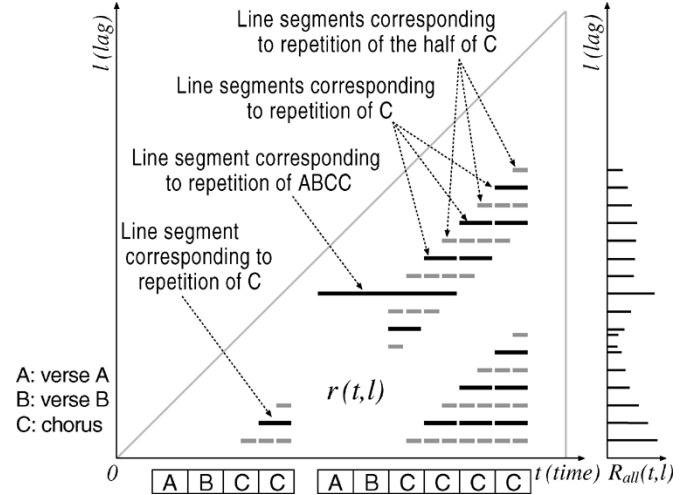 Line segments corresponding
to repetition of the half of C
Line segments corresponding
to repetition of C
Line segment corresponding
to repetition of ABCC
Line
segment
corresponding to
repetition of C
l (lag)
l (lag)
A: verse A
B: verse B
C: chorus
r(t,l)
0
t (time)
R_all(t,l)
A B C C
A B C C C C